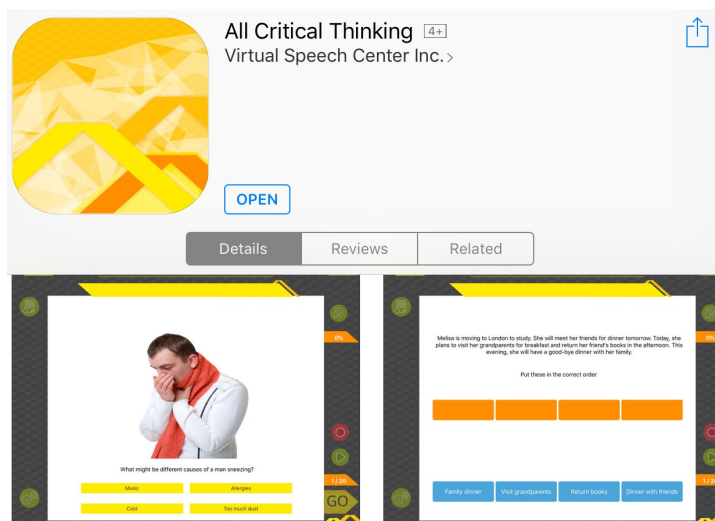 All Critical Thinking 4+
Virtual Speech Center Inc. >
OPEN
Details Reviews Related
0%
What might be different causes of a man sneezing?
Music Allergies
Cold Too much dust
1 / 20
GO
Melisa is moving to London to study. She will meet her friends for dinner tomorrow. Today, she
plans to visit her grandparents for breakfast and return her friend's books in the afternoon. This
evening, she will have a good-bye dinner with her family.
0%
Put these in the correct order
Family dinner Visit grandparents Return books Dinner with friends